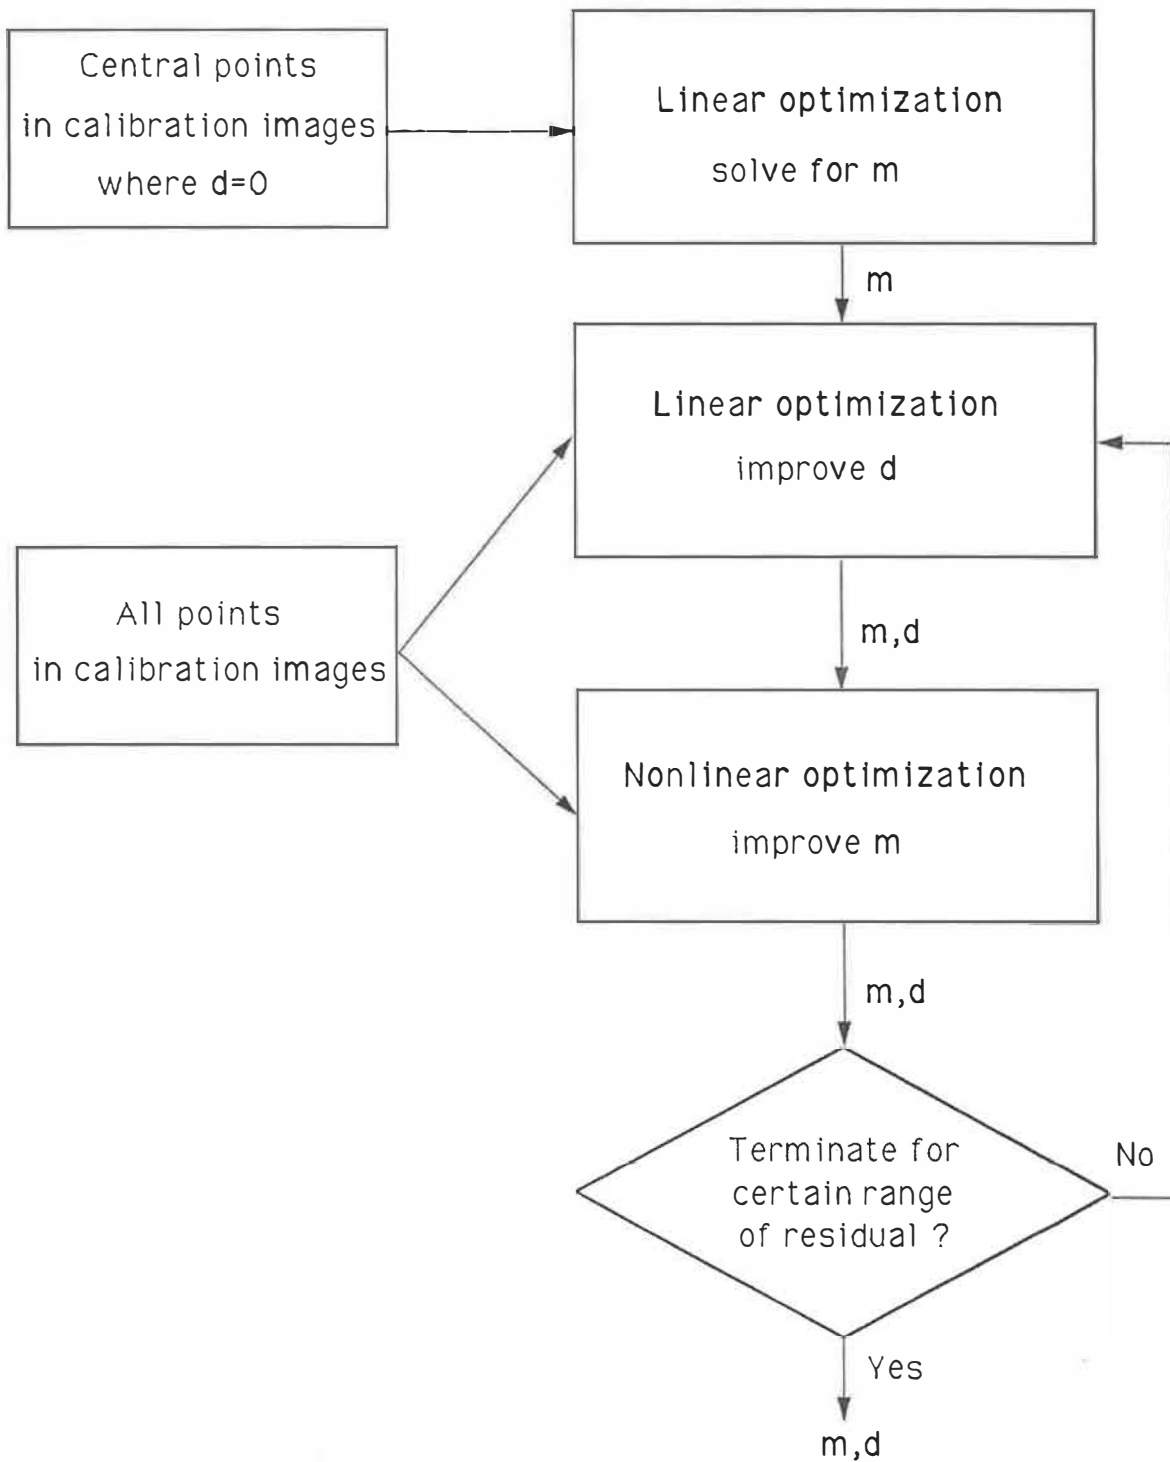 Central points
in calibration images
where d=0
Linear optimization
solve for m
m
Linear optimization
improve d
All points
in calibration images
m,d
Nonlinear optimization
improve m
m,d
Terminate for
certain range
of residual ?
No
Yes
m,d